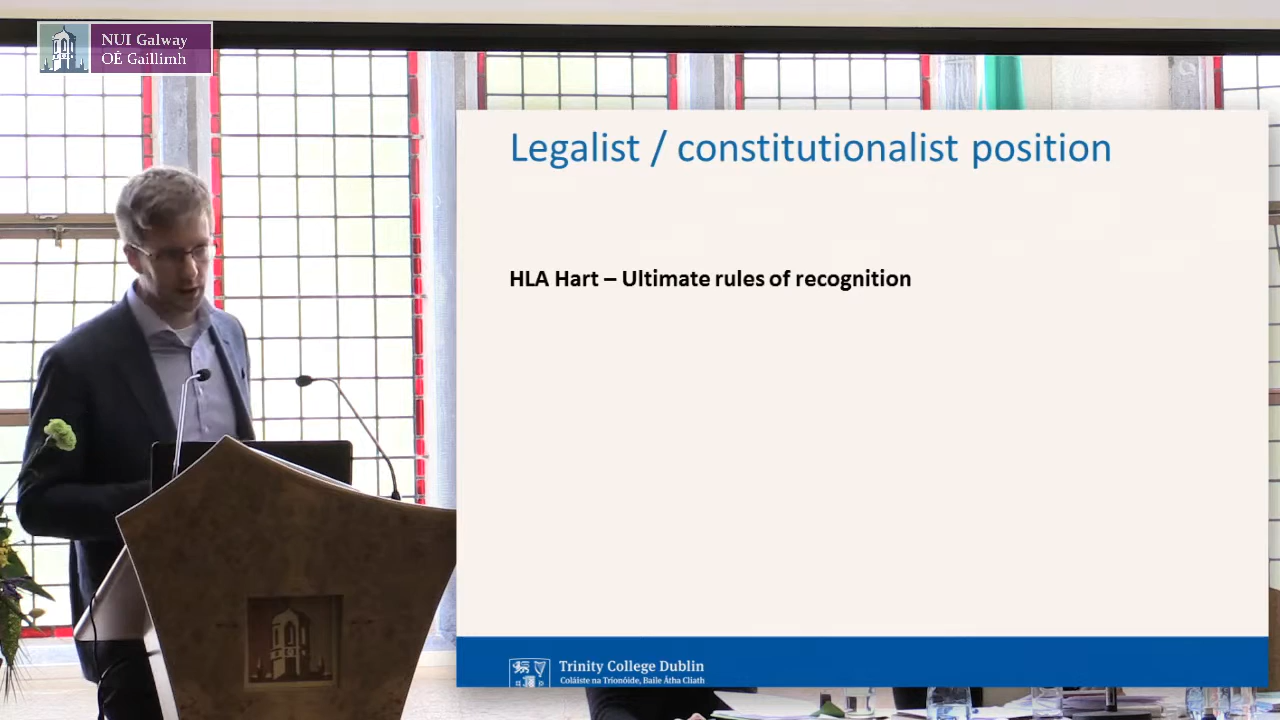 NUI Galway
OÉ Gaillimh
Legalist / constitutionalist position
HLA Hart – Ultimate rules of recognition
Trinity College Dublin
Coláiste na Tríonóide, Baile Átha Cliath